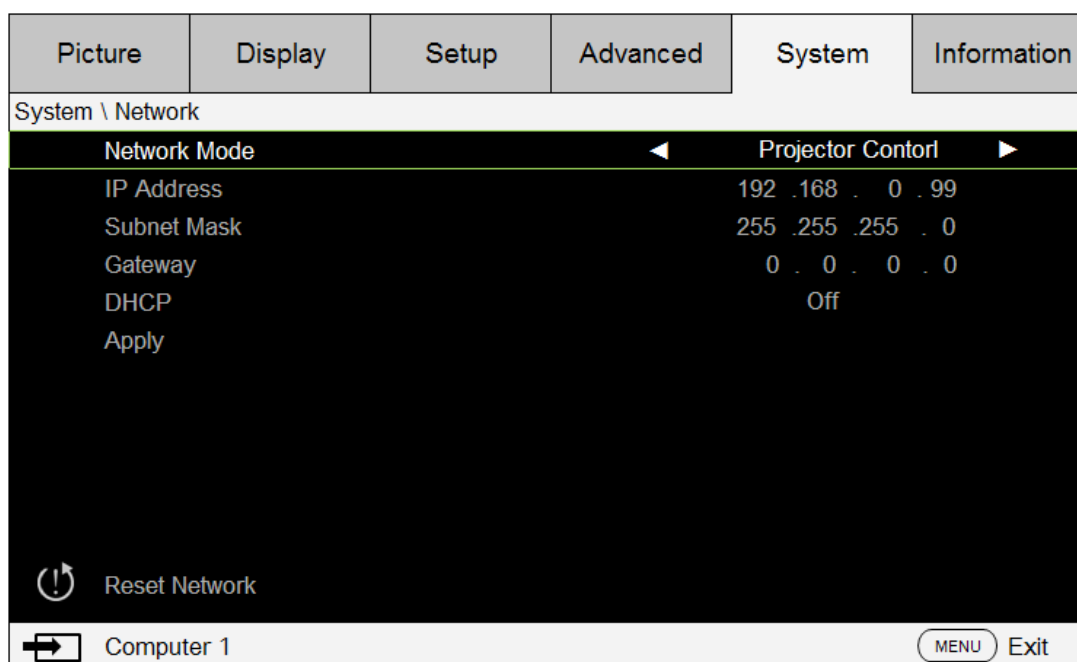 Picture Display Setup Advanced System Information
System \ Network
Network Mode ◀ Projector Contorl ▶
IP Address 192 .168 . 0 . 99
Subnet Mask 255 .255 .255 . 0
Gateway 0 . 0 . 0 . 0
DHCP Off
Apply
Reset Network
Computer 1 MENU Exit